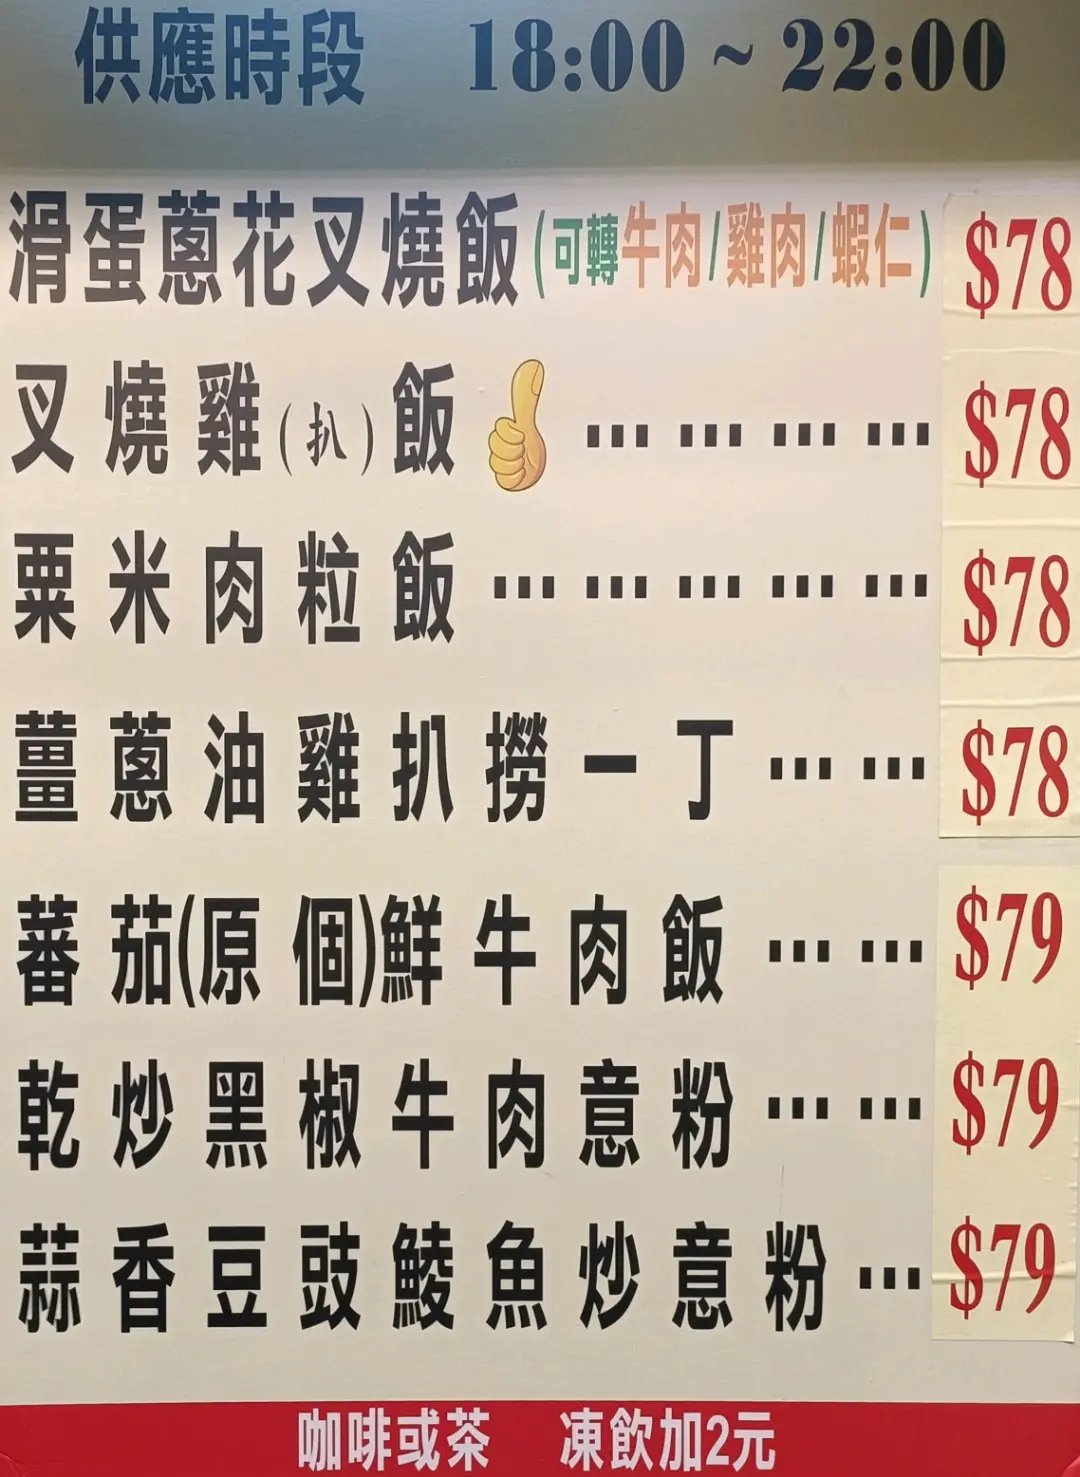 供應時段 18:00 ~ 22:00
滑蛋蔥花叉燒飯(可轉牛肉/雞肉/蝦仁) $78
叉燒雞(扒)飯 ………… $78
粟米肉粒飯 …………… $78
薑蔥油雞扒撈一丁 …… $78
蕃茄(原個)鮮牛肉飯 …… $79
乾炒黑椒牛肉意粉 …… $79
蒜香豆豉鯪魚炒意粉 … $79
咖啡或茶 凍飲加2元